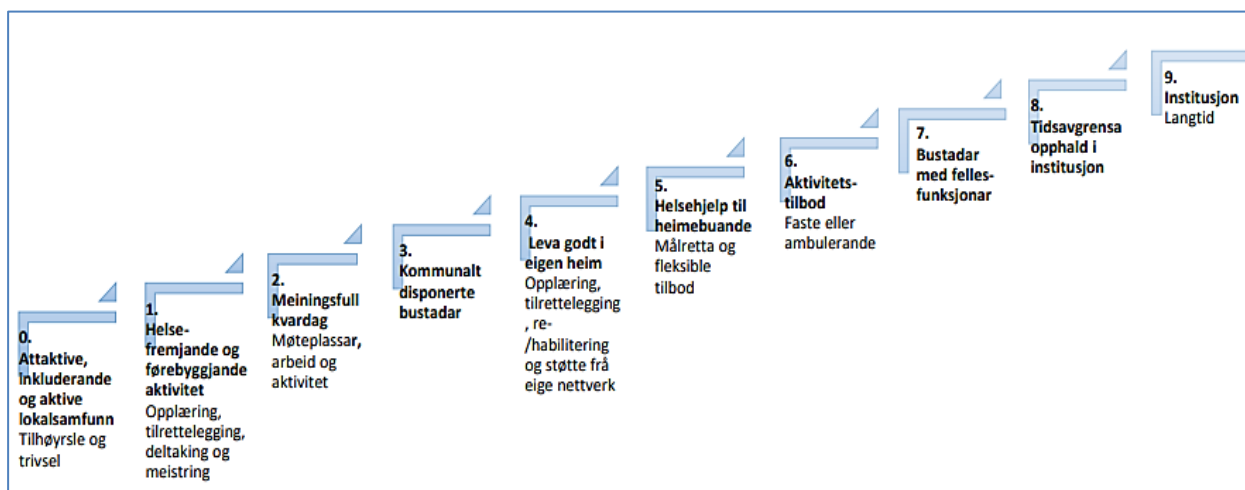 0.
Attaktive,
inkluderande
og aktive
lokalsamfunn
Tilhøyrsle og
trivsel
1.
Helse-
fremjande og
førebyggjande
aktivitet
Opplæring,
tilrettelegging,
deltaking og
meistring
2.
Meiningsfull
kvardag
Møteplassar,
arbeid og
aktivitet
3.
Kommunalt
disponerte
bustadar
4.
Leva godt i
eigen heim
Opplæring,
tilrettelegging
, re-
/habilitering
og støtte frå
eige nettverk
5.
Helsehjelp til
heimebuande
Målretta og
fleksible
tilbod
6.
Aktivitets-
tilbod
Faste eller
ambulerande
7.
Bustadar
med felles-
funksjonar
8.
Tidsavgrensa
opphald i
institusjon
9.
Institusjon
Langtid